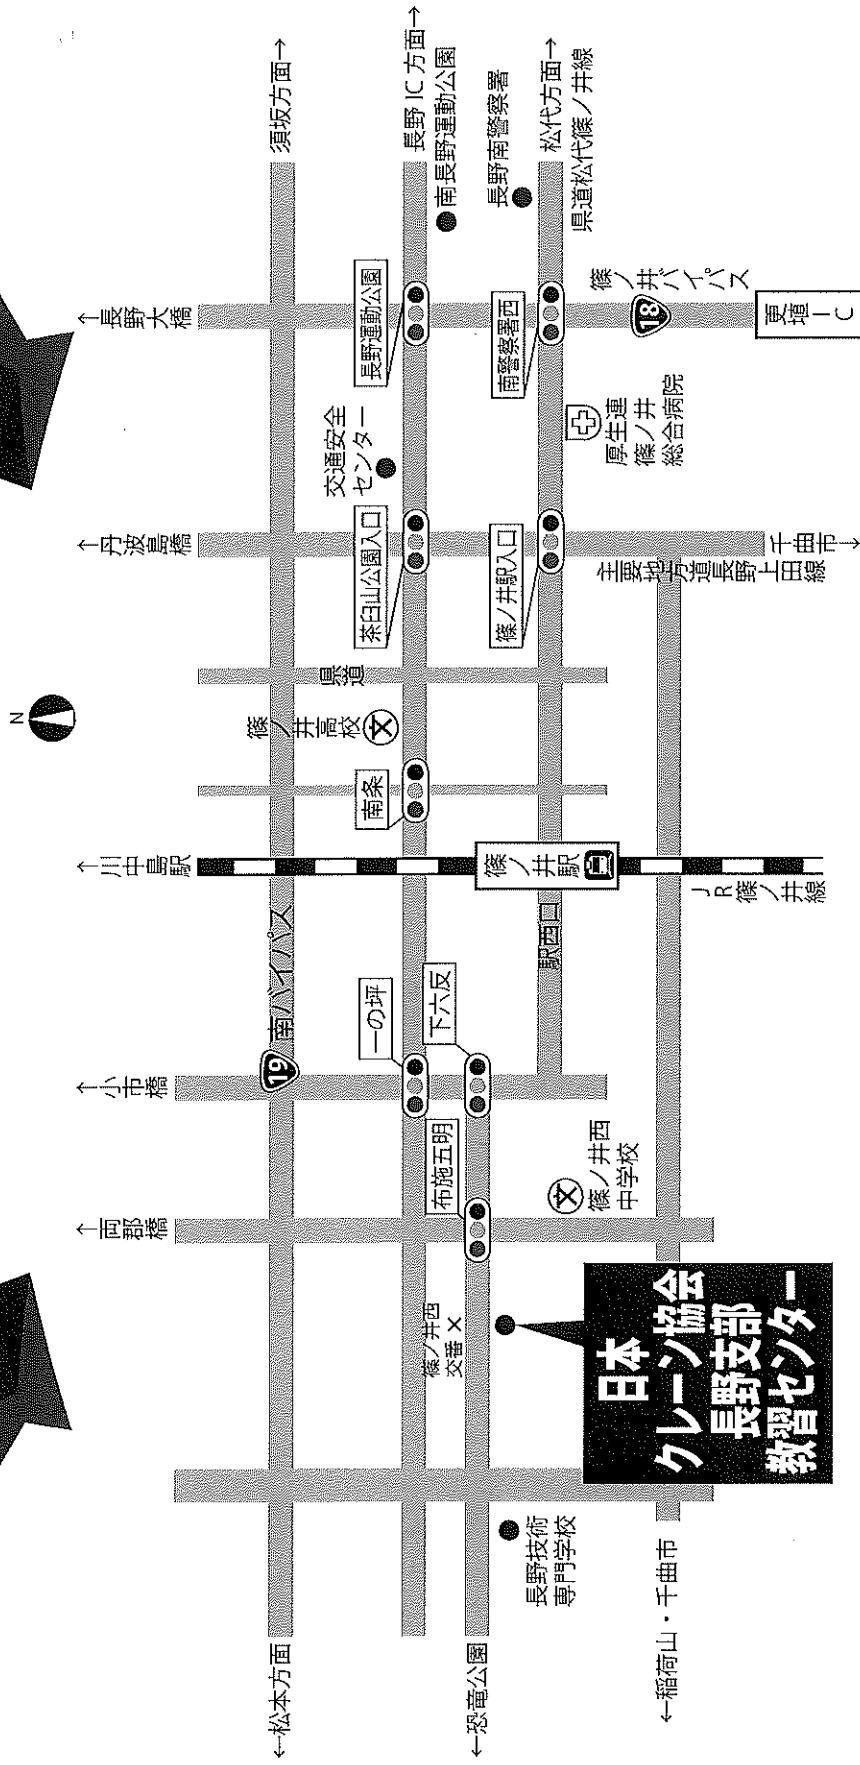 N
↑川中島駅
↑丹波島橋
↑長野大橋
↑小市橋
↑両郡橋
←松本方面
19
南バイパス
須坂方面→
篠ノ井高校
県道
交通安全
センター
長野運動公園
茶臼山公園入口
南条
一の坪
長野IC方面→
南長野運動公園
下六反
布施五明
篠ノ井西
交番
←恐竜公園
長野技術
専門学校
日本
クレーン協会
長野支部
教習センター
篠ノ井西
中学校
駅西口
篠ノ井駅
JR篠ノ井線
篠ノ井駅入口
南警察署西
長野南警察署
松代方面→
県道松代篠ノ井線
厚生連
篠ノ井
総合病院
18
篠ノ井バイパス
更埴IC
主要地方道長野上田線
千曲市→
←稲荷山・千曲市